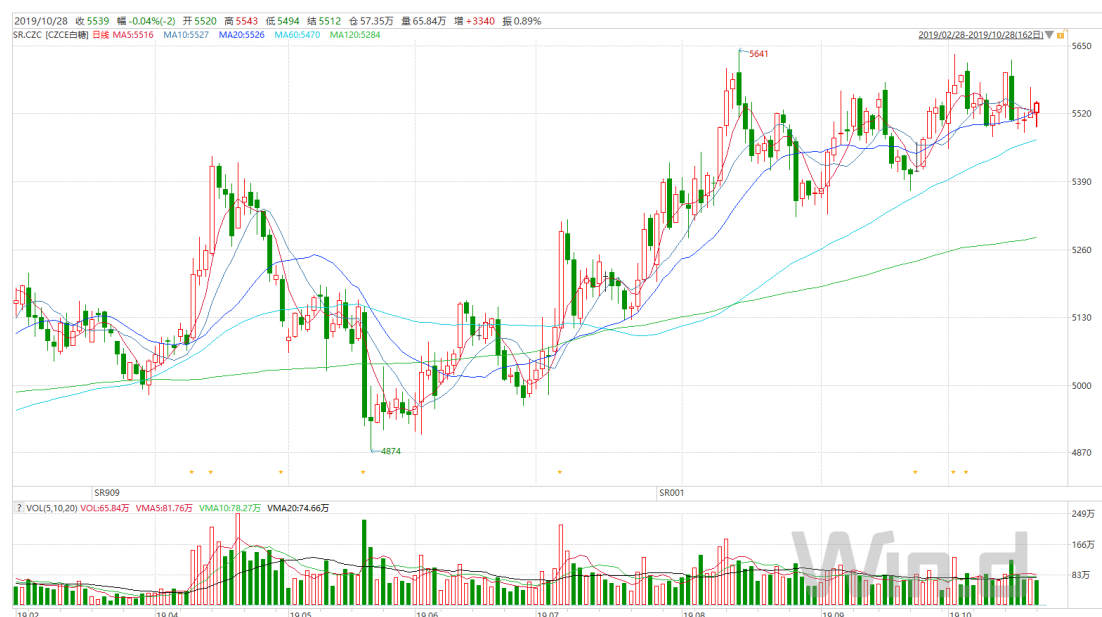 2019/10/28 收 5539 幅 -0.04%(-2) 开 5520 高 5543 低 5494 结 5512 仓 57.35万 量 65.84万 增 +3340 振 0.89%
SR.CZC [CZCE白糖] 日线 MA5:5516 MA10:5527 MA20:5526 MA60:5470 MA120:5284 2019/02/28-2019/10/28(162日)
5650
5641
5520
5390
5260
5130
5000
4874
4870
SR909 SR001
? VOL(5,10,20) VOL:65.84万 VMA5:81.76万 VMA10:78.27万 VMA20:74.66万
249万
166万
83万
Wind
19.02 19.04 19.05 19.06 19.07 19.08 19.09 19.10